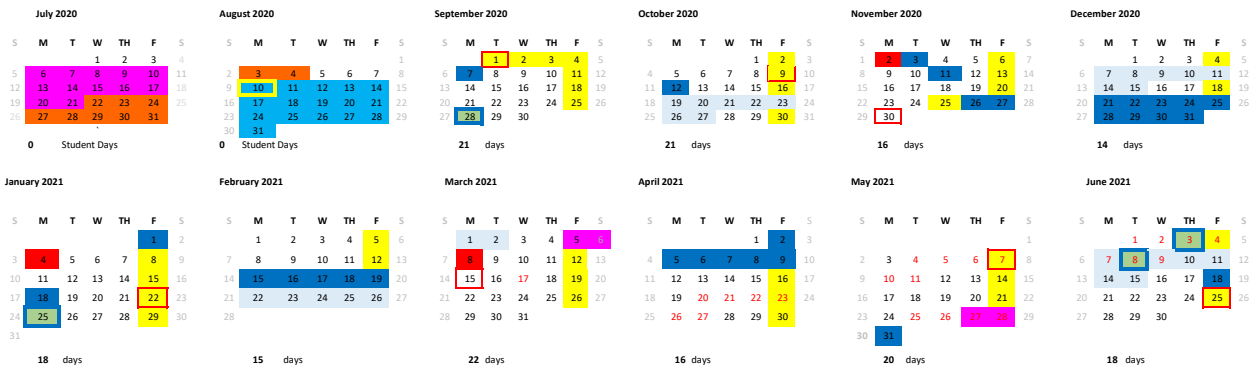 July 2020
S M T W TH F S
1 2 3 4
5 6 7 8 9 10 11
12 13 14 15 16 17 18
19 20 21 22 23 24 25
26 27 28 29 30 31
0 Student Days
August 2020
S M T W TH F S
1
2 3 4 5 6 7 8
9 10 11 12 13 14 15
16 17 18 19 20 21 22
23 24 25 26 27 28 29
30 31
0 Student Days
September 2020
S M T W TH F S
1 2 3 4 5
6 7 8 9 10 11 12
13 14 15 16 17 18 19
20 21 22 23 24 25 26
27 28 29 30
21 days
October 2020
S M T W TH F S
1 2 3
4 5 6 7 8 9 10
11 12 13 14 15 16 17
18 19 20 21 22 23 24
25 26 27 28 29 30 31
21 days
November 2020
S M T W TH F S
1 2 3 4 5 6 7
8 9 10 11 12 13 14
15 16 17 18 19 20 21
22 23 24 25 26 27 28
29 30
16 days
December 2020
S M T W TH F S
1 2 3 4 5
6 7 8 9 10 11 12
13 14 15 16 17 18 19
20 21 22 23 24 25 26
27 28 29 30 31
14 days
January 2021
S M T W TH F S
1 2
3 4 5 6 7 8 9
10 11 12 13 14 15 16
17 18 19 20 21 22 23
24 25 26 27 28 29 30
31
18 days
February 2021
S M T W TH F S
1 2 3 4 5 6
7 8 9 10 11 12 13
14 15 16 17 18 19 20
21 22 23 24 25 26 27
28
15 days
March 2021
S M T W TH F S
1 2 3 4 5 6
7 8 9 10 11 12 13
14 15 16 17 18 19 20
21 22 23 24 25 26 27
28 29 30 31
22 days
April 2021
S M T W TH F S
1 2 3
4 5 6 7 8 9 10
11 12 13 14 15 16 17
18 19 20 21 22 23 24
25 26 27 28 29 30
16 days
May 2021
S M T W TH F S
1
2 3 4 5 6 7 8
9 10 11 12 13 14 15
16 17 18 19 20 21 22
23 24 25 26 27 28 29
30 31
20 days
June 2021
S M T W TH F S
1 2 3 4 5
6 7 8 9 10 11 12
13 14 15 16 17 18 19
20 21 22 23 24 25 26
27 28 29 30
18 days